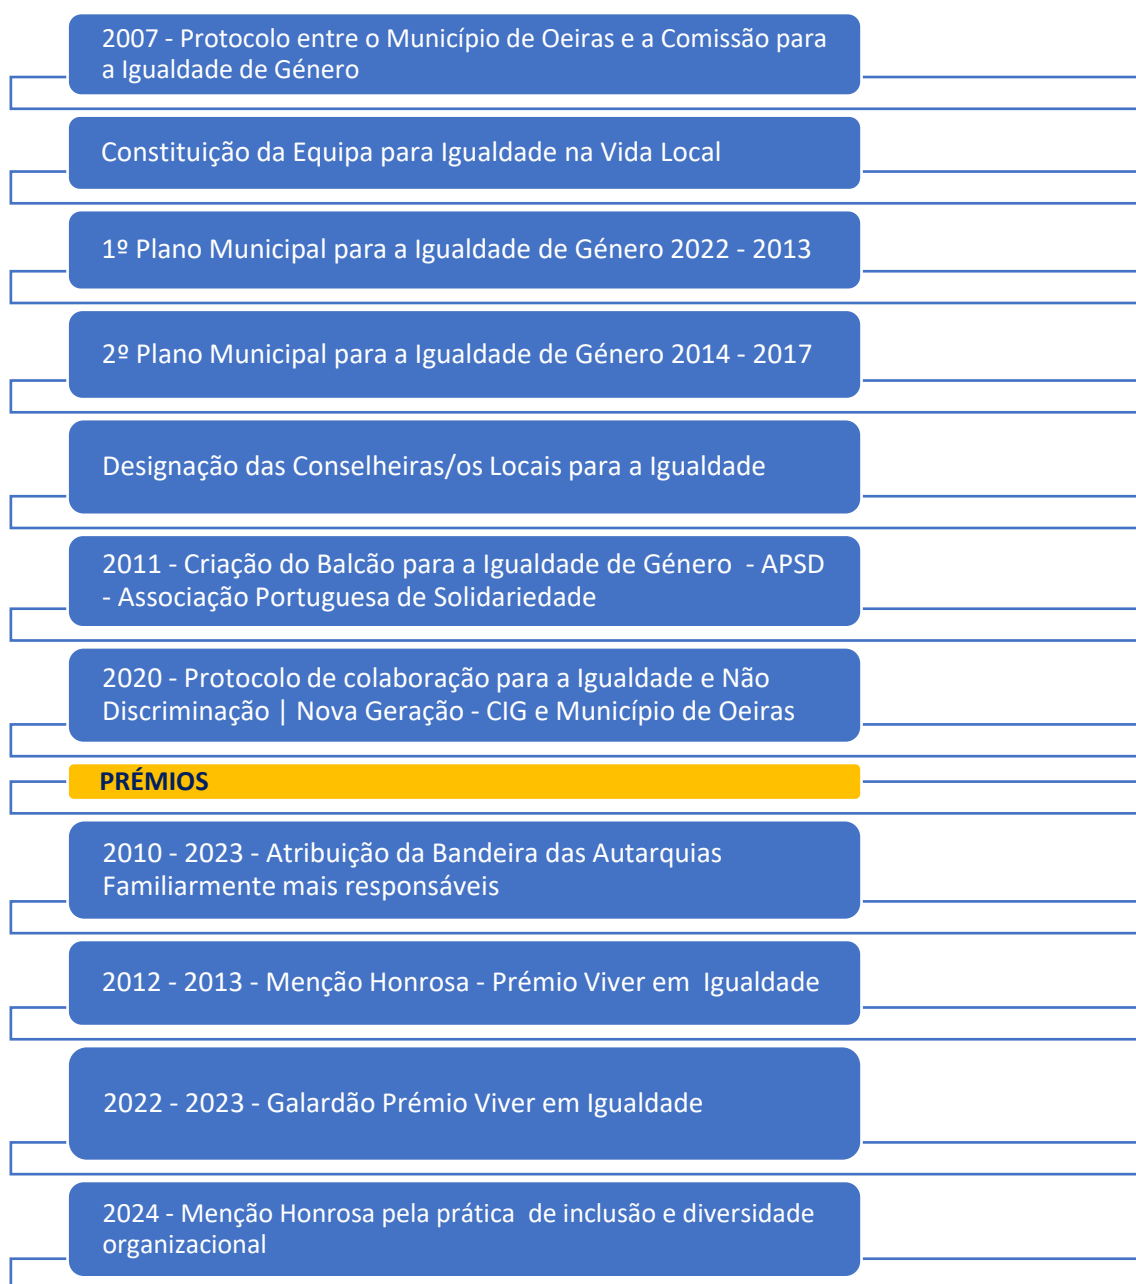 2007 - Protocolo entre o Município de Oeiras e a Comissão para
a Igualdade de Género
Constituição da Equipa para Igualdade na Vida Local
1º Plano Municipal para a Igualdade de Género 2022 - 2013
2º Plano Municipal para a Igualdade de Género 2014 - 2017
Designação das Conselheiras/os Locais para a Igualdade
2011 - Criação do Balcão para a Igualdade de Género - APSD
- Associação Portuguesa de Solidariedade
2020 - Protocolo de colaboração para a Igualdade e Não
Discriminação | Nova Geração - CIG e Município de Oeiras
PRÉMIOS
2010 - 2023 - Atribuição da Bandeira das Autarquias
Familiarmente mais responsáveis
2012 - 2013 - Menção Honrosa - Prémio Viver em Igualdade
2022 - 2023 - Galardão Prémio Viver em Igualdade
2024 - Menção Honrosa pela prática de inclusão e diversidade
organizacional